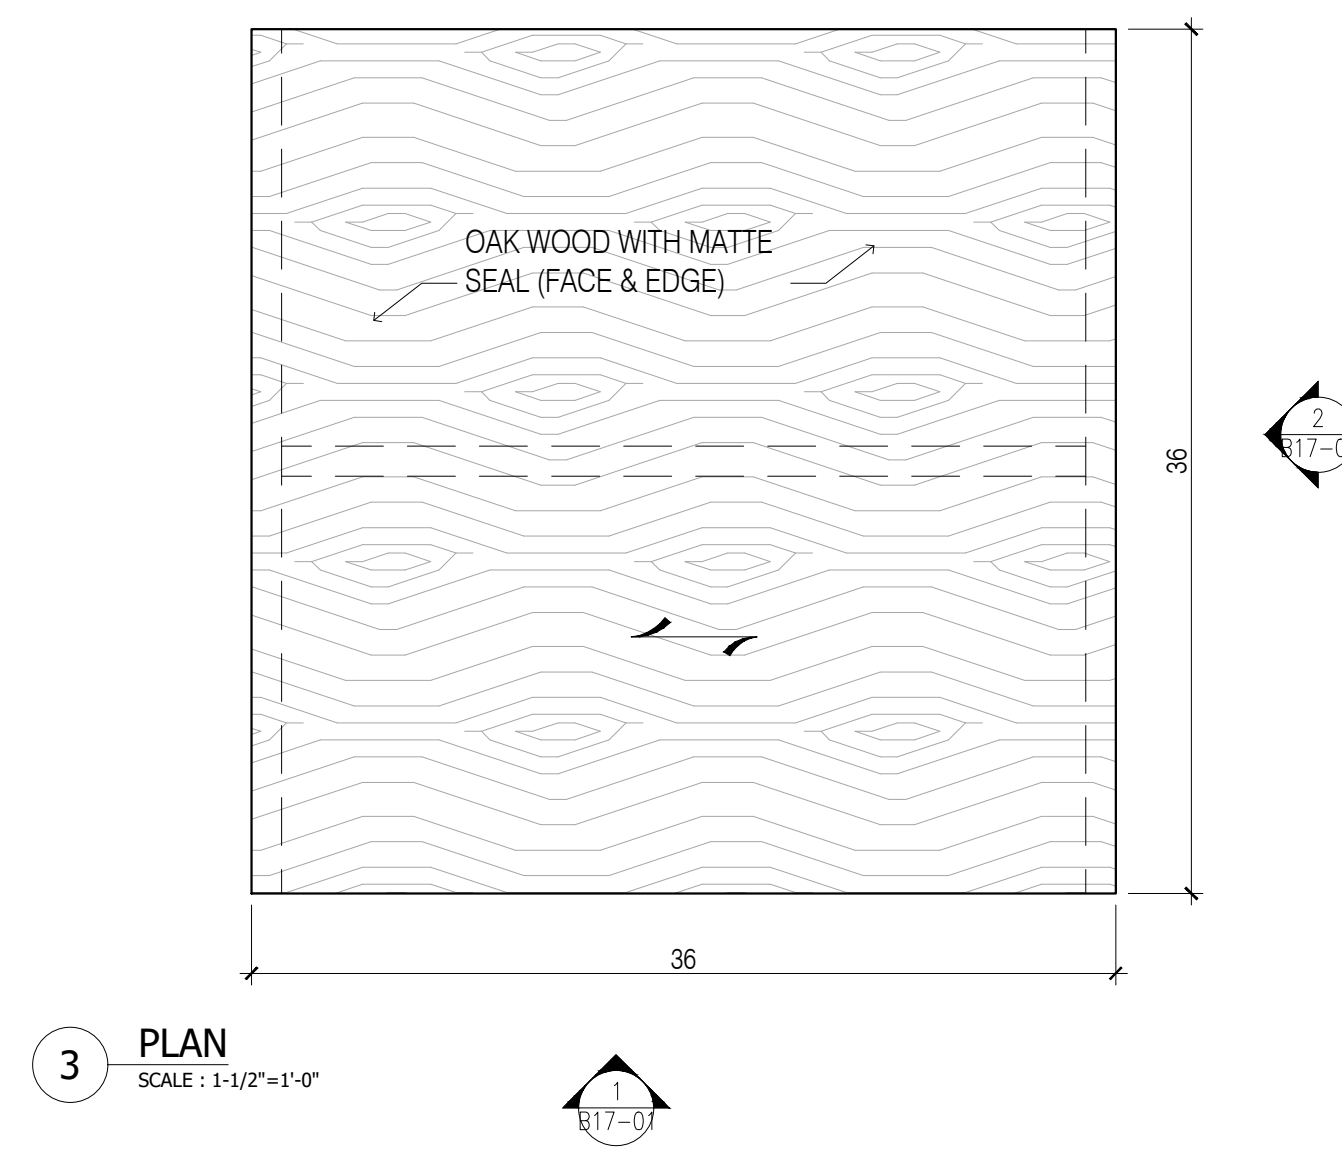 OAK WOOD WITH MATTE
SEAL (FACE & EDGE)
36
2
36
3
PLAN
SCALE : 1-1/2"=1'-0"
1
B17-01